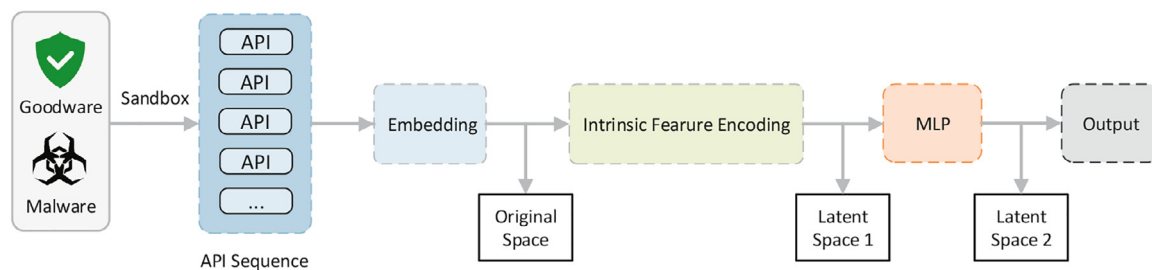 Goodware
Malware
Sandbox
API
API
API
API
...
API Sequence
Embedding
Original
Space
Intrinsic Fearure Encoding
Latent
Space 1
MLP
Latent
Space 2
Output